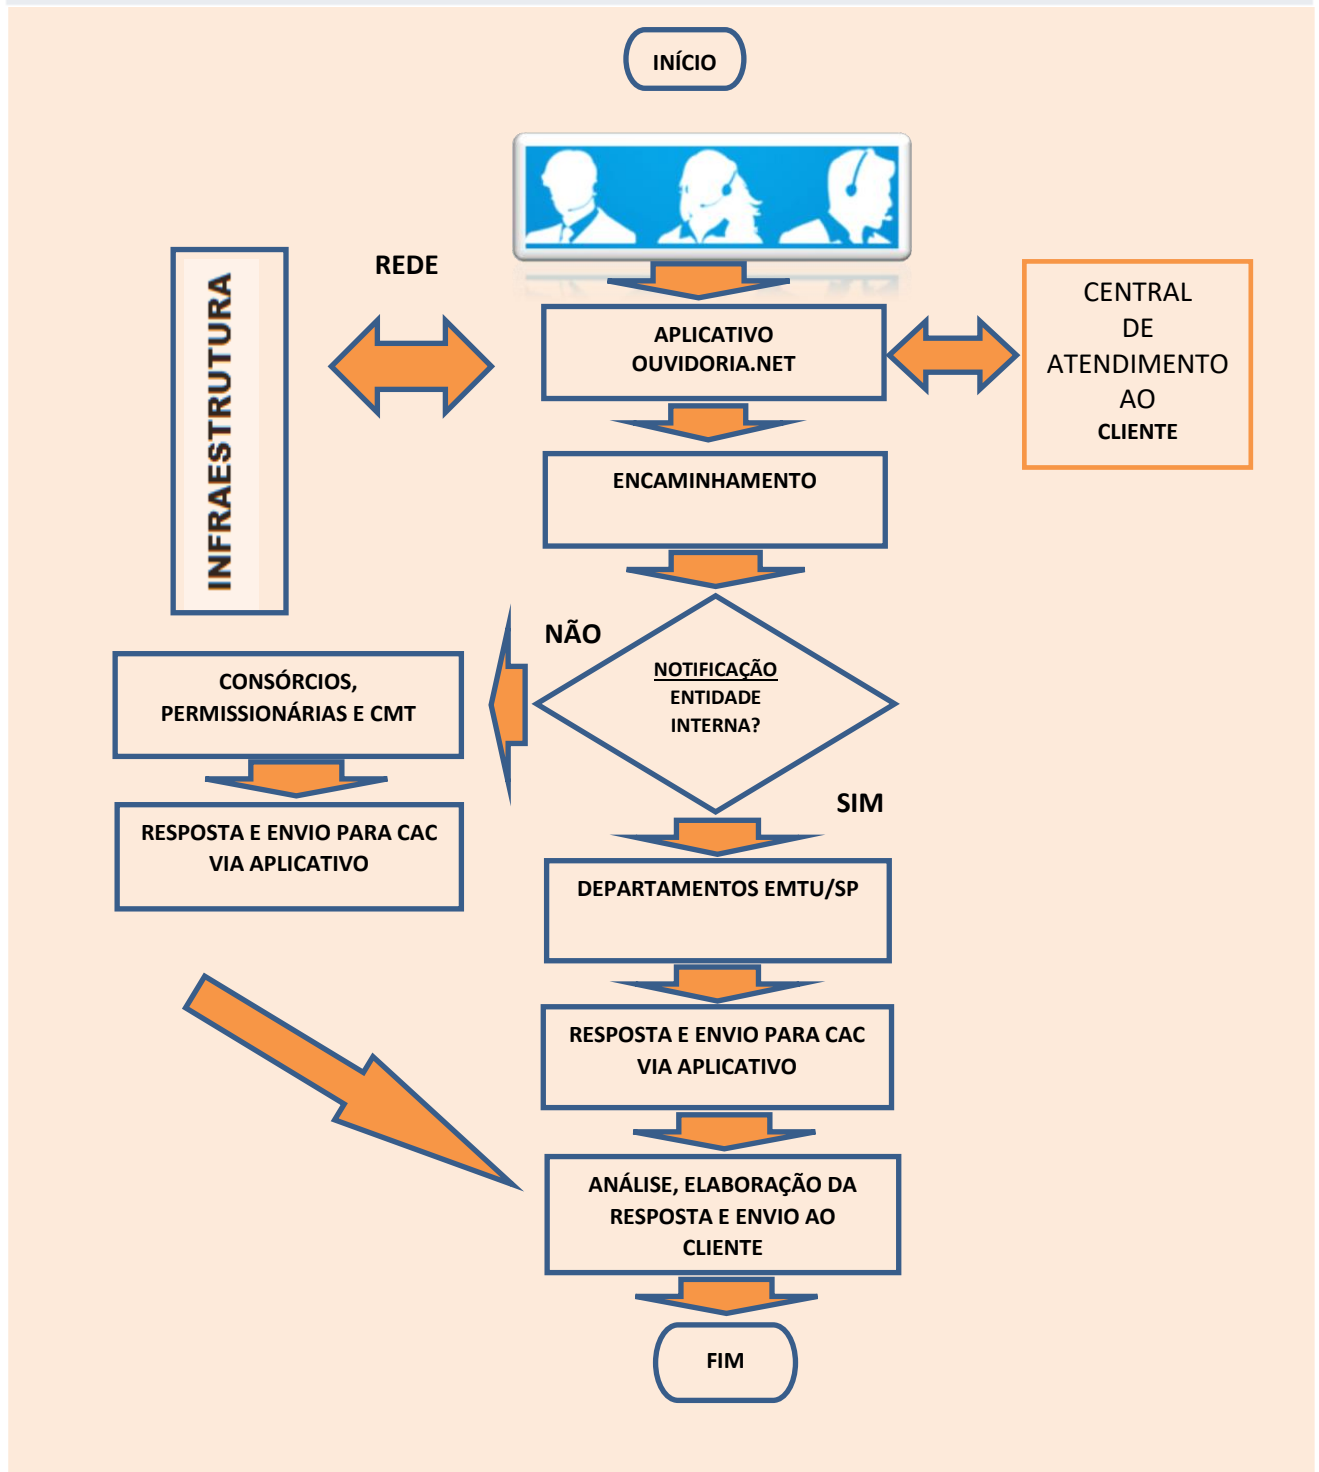 INÍCIO
REDE
INFRAESTRUTURA
APLICATIVO
OUVIDORIA.NET
CENTRAL
DE
ATENDIMENTO
AO
CLIENTE
ENCAMINHAMENTO
NÃO
NOTIFICAÇÃO
ENTIDADE
INTERNA?
CONSÓRCIOS,
PERMISSIONÁRIAS E CMT
SIM
RESPOSTA E ENVIO PARA CAC
VIA APLICATIVO
DEPARTAMENTOS EMTU/SP
RESPOSTA E ENVIO PARA CAC
VIA APLICATIVO
ANÁLISE, ELABORAÇÃO DA
RESPOSTA E ENVIO AO
CLIENTE
FIM